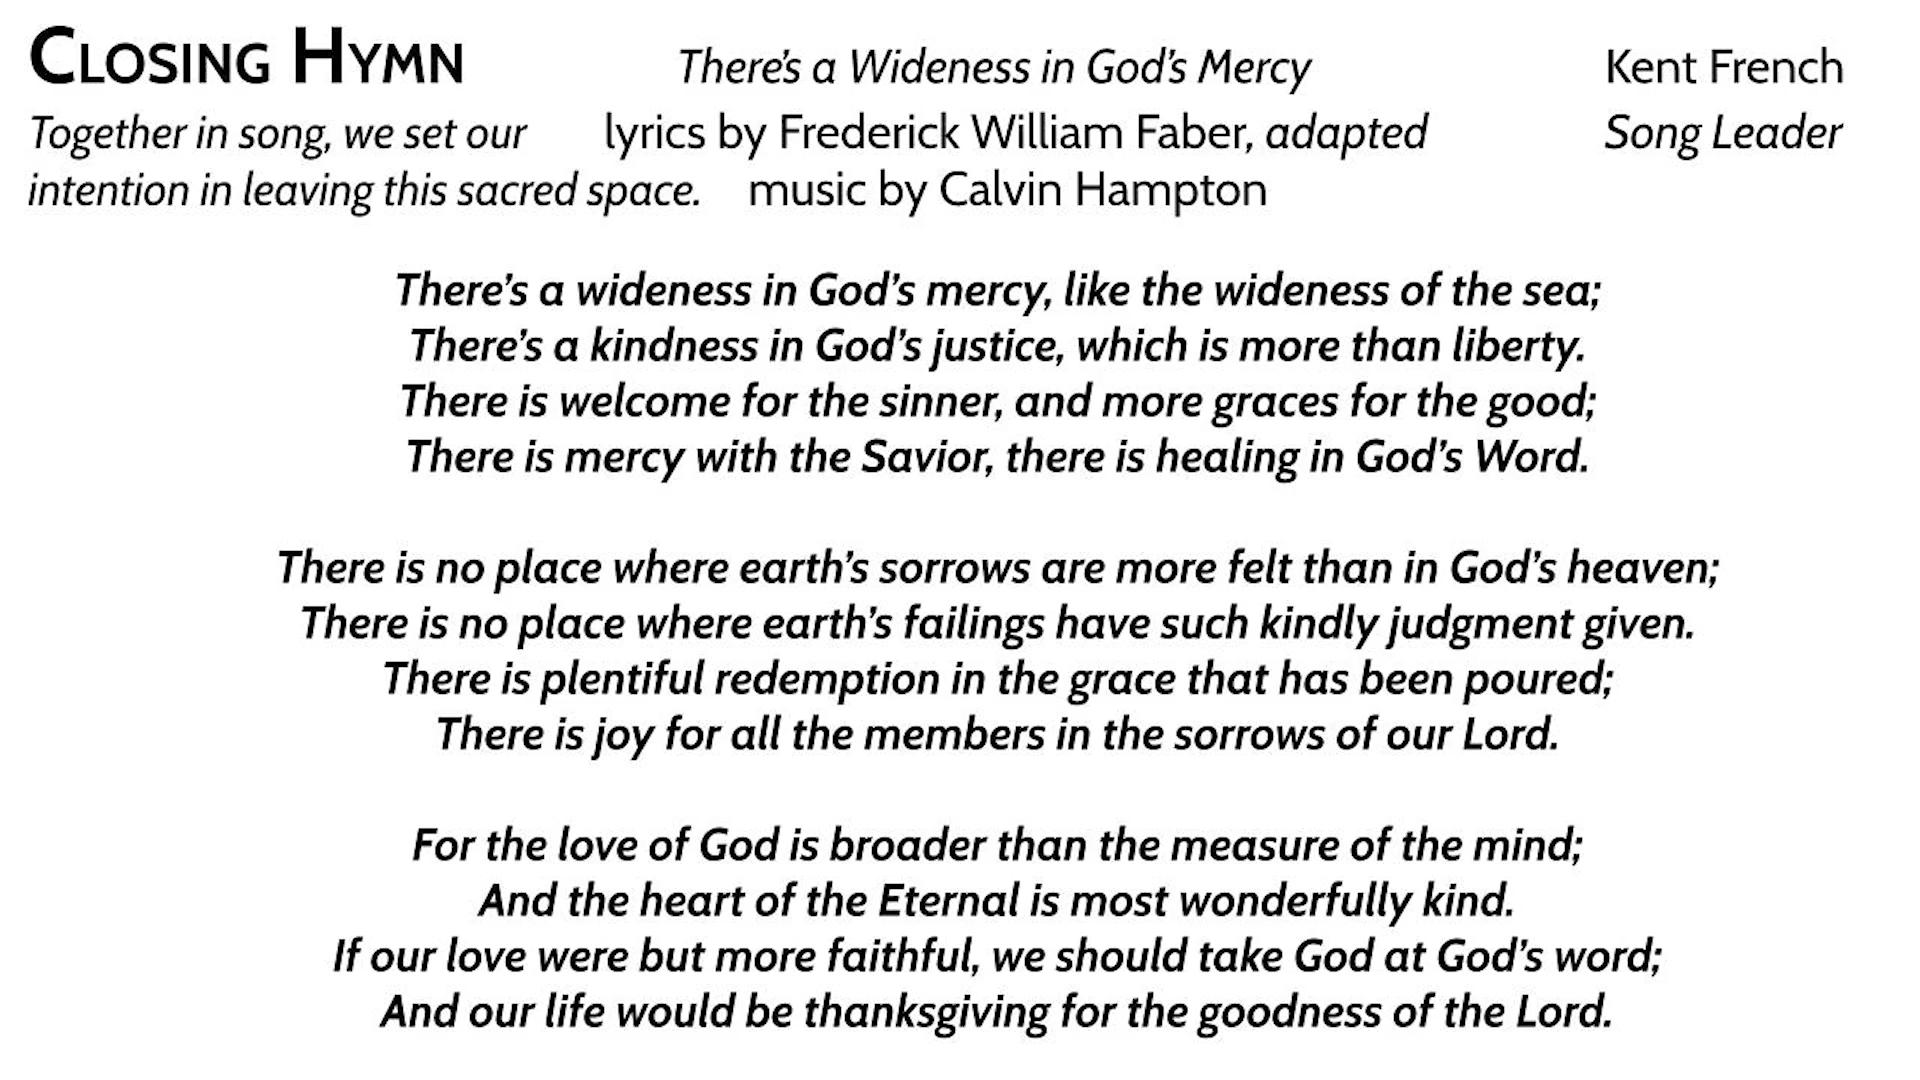 CLOSING HYMN There's a Wideness in God's Mercy Kent French
Together in song, we set our lyrics by Frederick William Faber, adapted Song Leader
intention in leaving this sacred space. music by Calvin Hampton
There's a wideness in God's mercy, like the wideness of the sea;
There's a kindness in God's justice, which is more than liberty.
There is welcome for the sinner, and more graces for the good;
There is mercy with the Savior, there is healing in God's Word.
There is no place where earth's sorrows are more felt than in God's heaven;
There is no place where earth's failings have such kindly judgment given.
There is plentiful redemption in the grace that has been poured;
There is joy for all the members in the sorrows of our Lord.
For the love of God is broader than the measure of the mind;
And the heart of the Eternal is most wonderfully kind.
If our love were but more faithful, we should take God at God's word;
And our life would be thanksgiving for the goodness of the Lord.